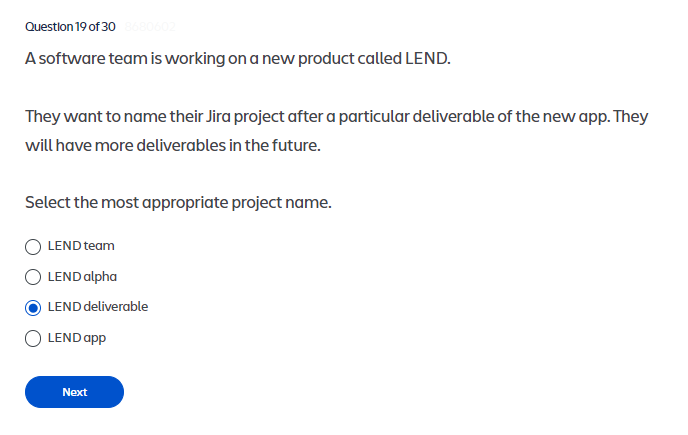 Question 19 of 30
A software team is working on a new product called LEND.
They want to name their Jira project after a particular deliverable of the new app. They
will have more deliverables in the future.
Select the most appropriate project name.
LEND team
LEND alpha
LEND deliverable
LEND app
Next